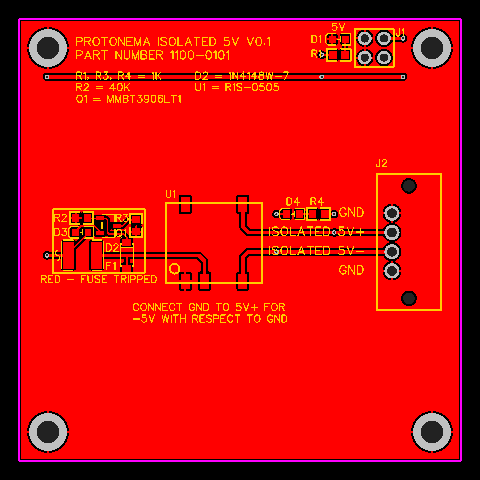 PROTONEMA ISOLATED 5V V0.1
PART NUMBER 1100-0101
R1, R3, R4 = 1K
R2 = 40K
Q1 = MMBT3906LT1
D2 = 1N4148W-7
U1 = R1S-0505
5V
D1
R1
J1
J2
U1
D4 R4
GND
ISOLATED 5V+
ISOLATED 5V-
GND
R2
R3
D3
Q1
D2
F1
RED - FUSE TRIPPED
CONNECT GND TO 5V+ FOR
-5V WITH RESPECT TO GND